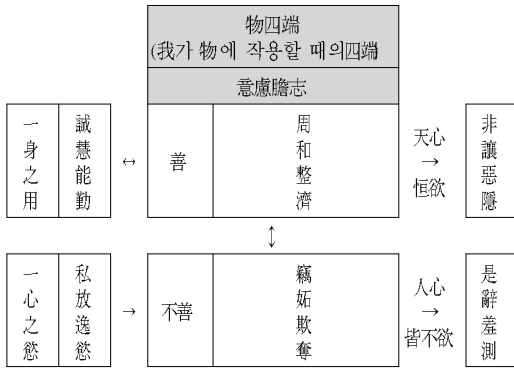 物四端
(我가 物에 작용할 때의四端
意慮膽志
一身之用
誠慧能勤
↔
善
周和整濟
天心
→
恒欲
非讓惡隱
↕
一心之慾
私放逸慾
→
不善
竊妬欺奪
人心
→
皆不欲
是辭羞測